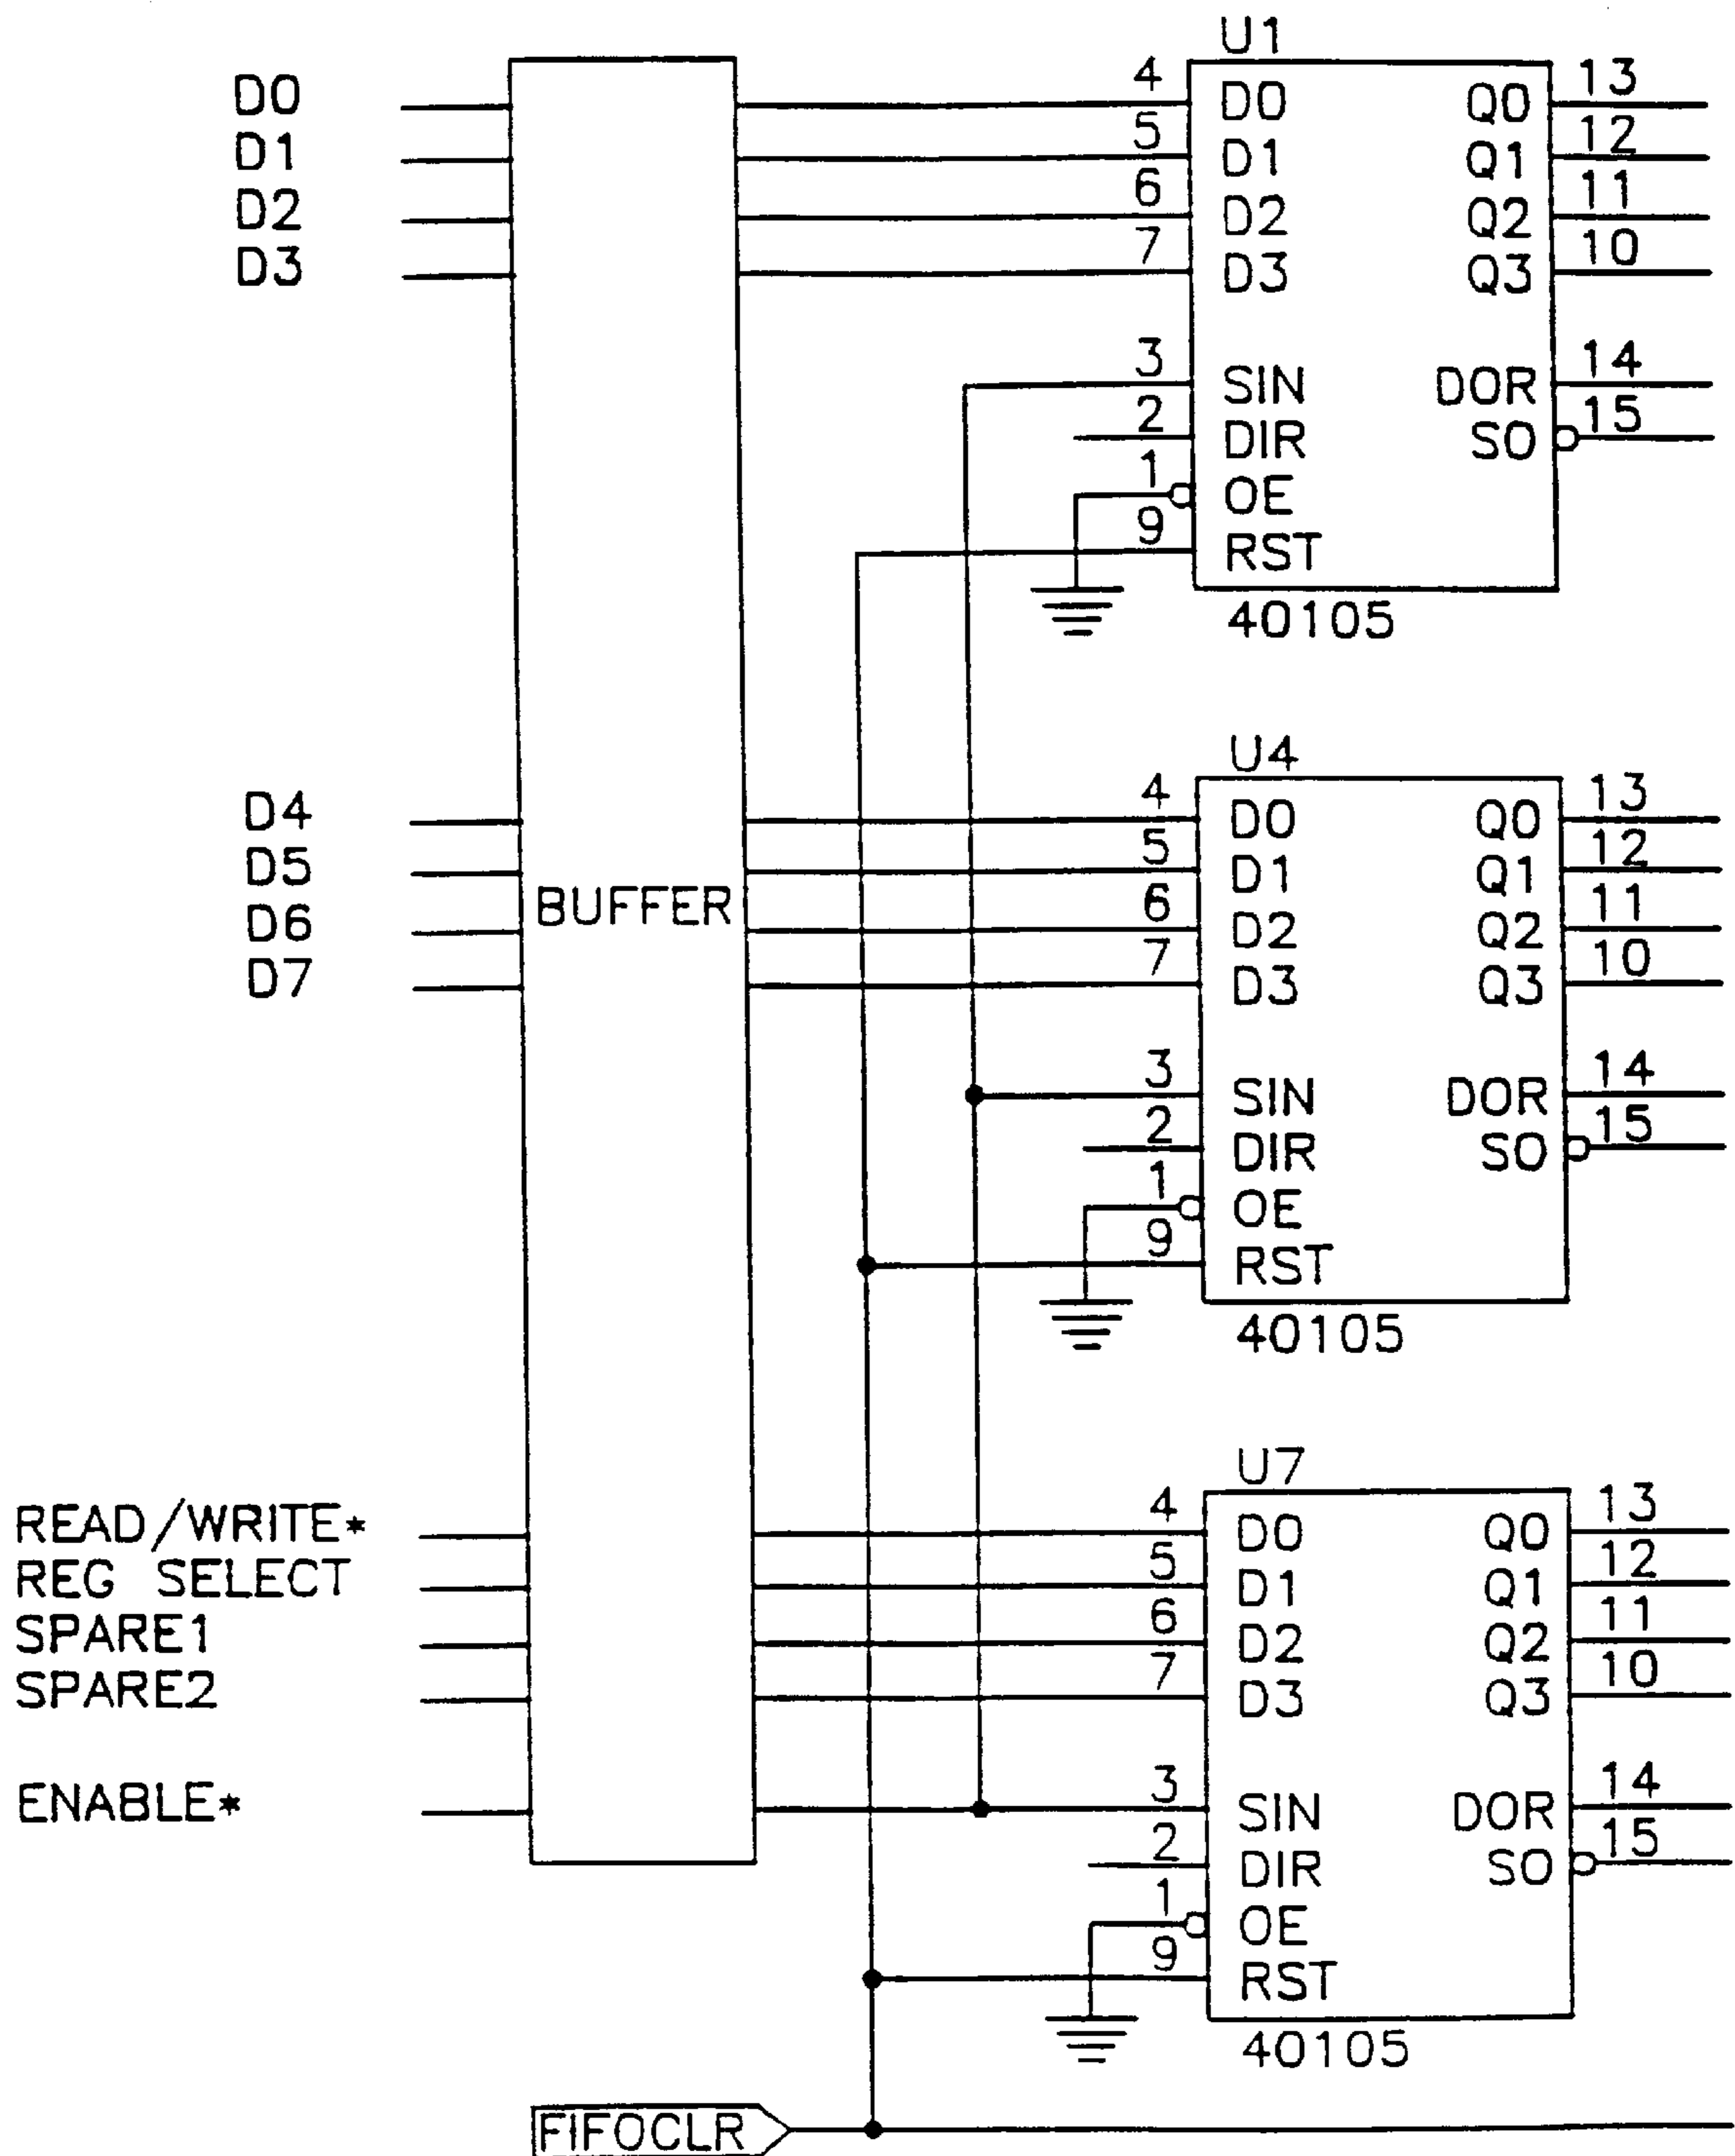 U1
D0 4 D0 Q0 13
D1 5 D1 Q1 12
D2 6 D2 Q2 11
D3 7 D3 Q3 10
3 SIN DOR 14
2 DIR SO 15
1 OE
9 RST
40105
U4
D4 4 D0 Q0 13
D5 5 D1 Q1 12
BUFFER
D6 6 D2 Q2 11
D7 7 D3 Q3 10
3 SIN DOR 14
2 DIR SO 15
1 OE
9 RST
40105
U7
READ/WRITE* 4 D0 Q0 13
REG SELECT 5 D1 Q1 12
SPARE1 6 D2 Q2 11
SPARE2 7 D3 Q3 10
ENABLE* 3 SIN DOR 14
2 DIR SO 15
1 OE
9 RST
40105
FIFOCLR